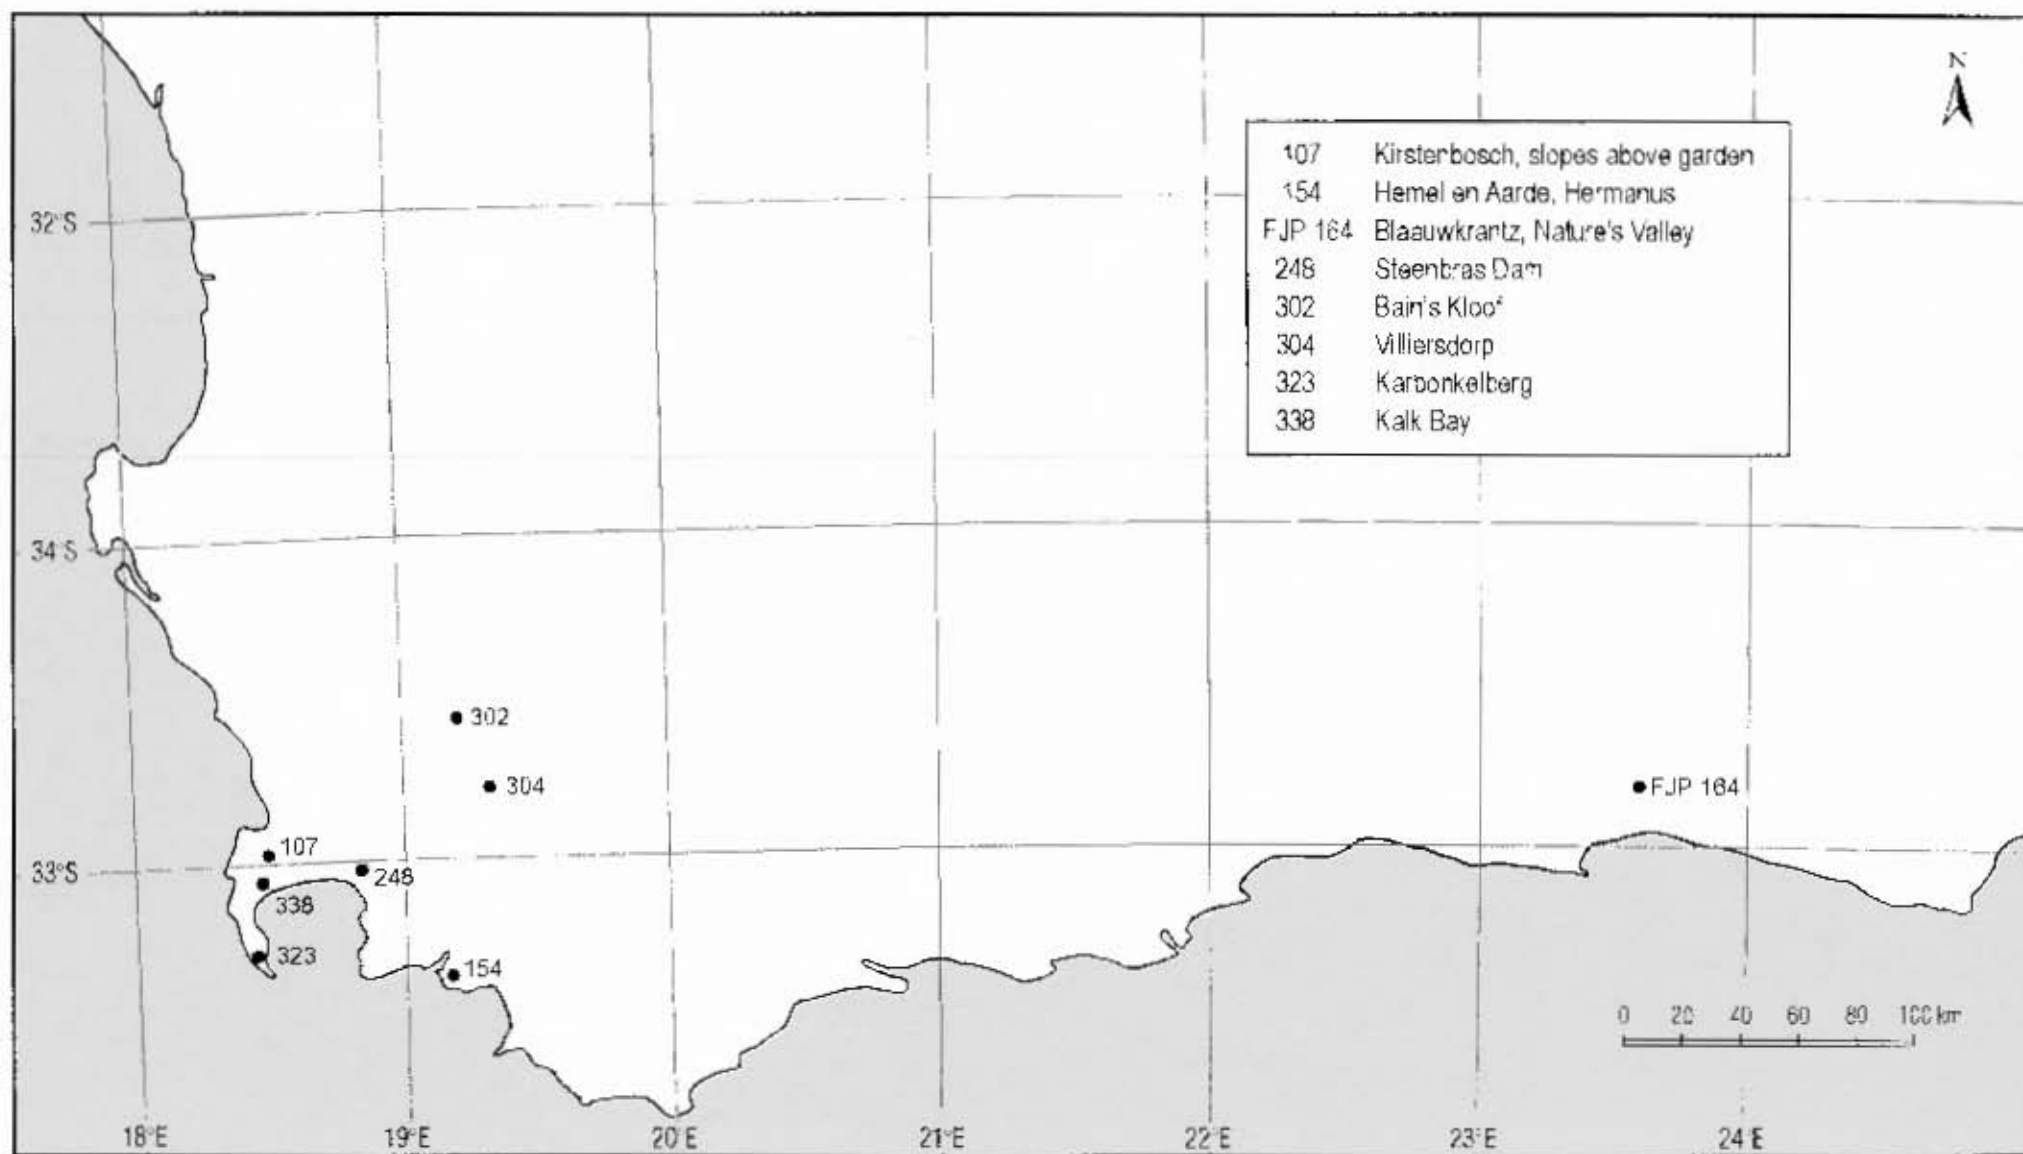 N
107 Kirstenbosch, slopes above garden
154 Hemel en Aarde, Hermanus
FJP 164 Blaauwkrantz, Nature's Valley
248 Steenbras Dam
302 Bain's Kloof
304 Villiersdorp
323 Karbonkelberg
338 Kalk Bay
32°S
34°S
302
304
FJP 164
107
33°S
248
338
323
154
0 20 40 60 80 100 km
18°E 19°E 20°E 21°E 22°E 23°E 24°E